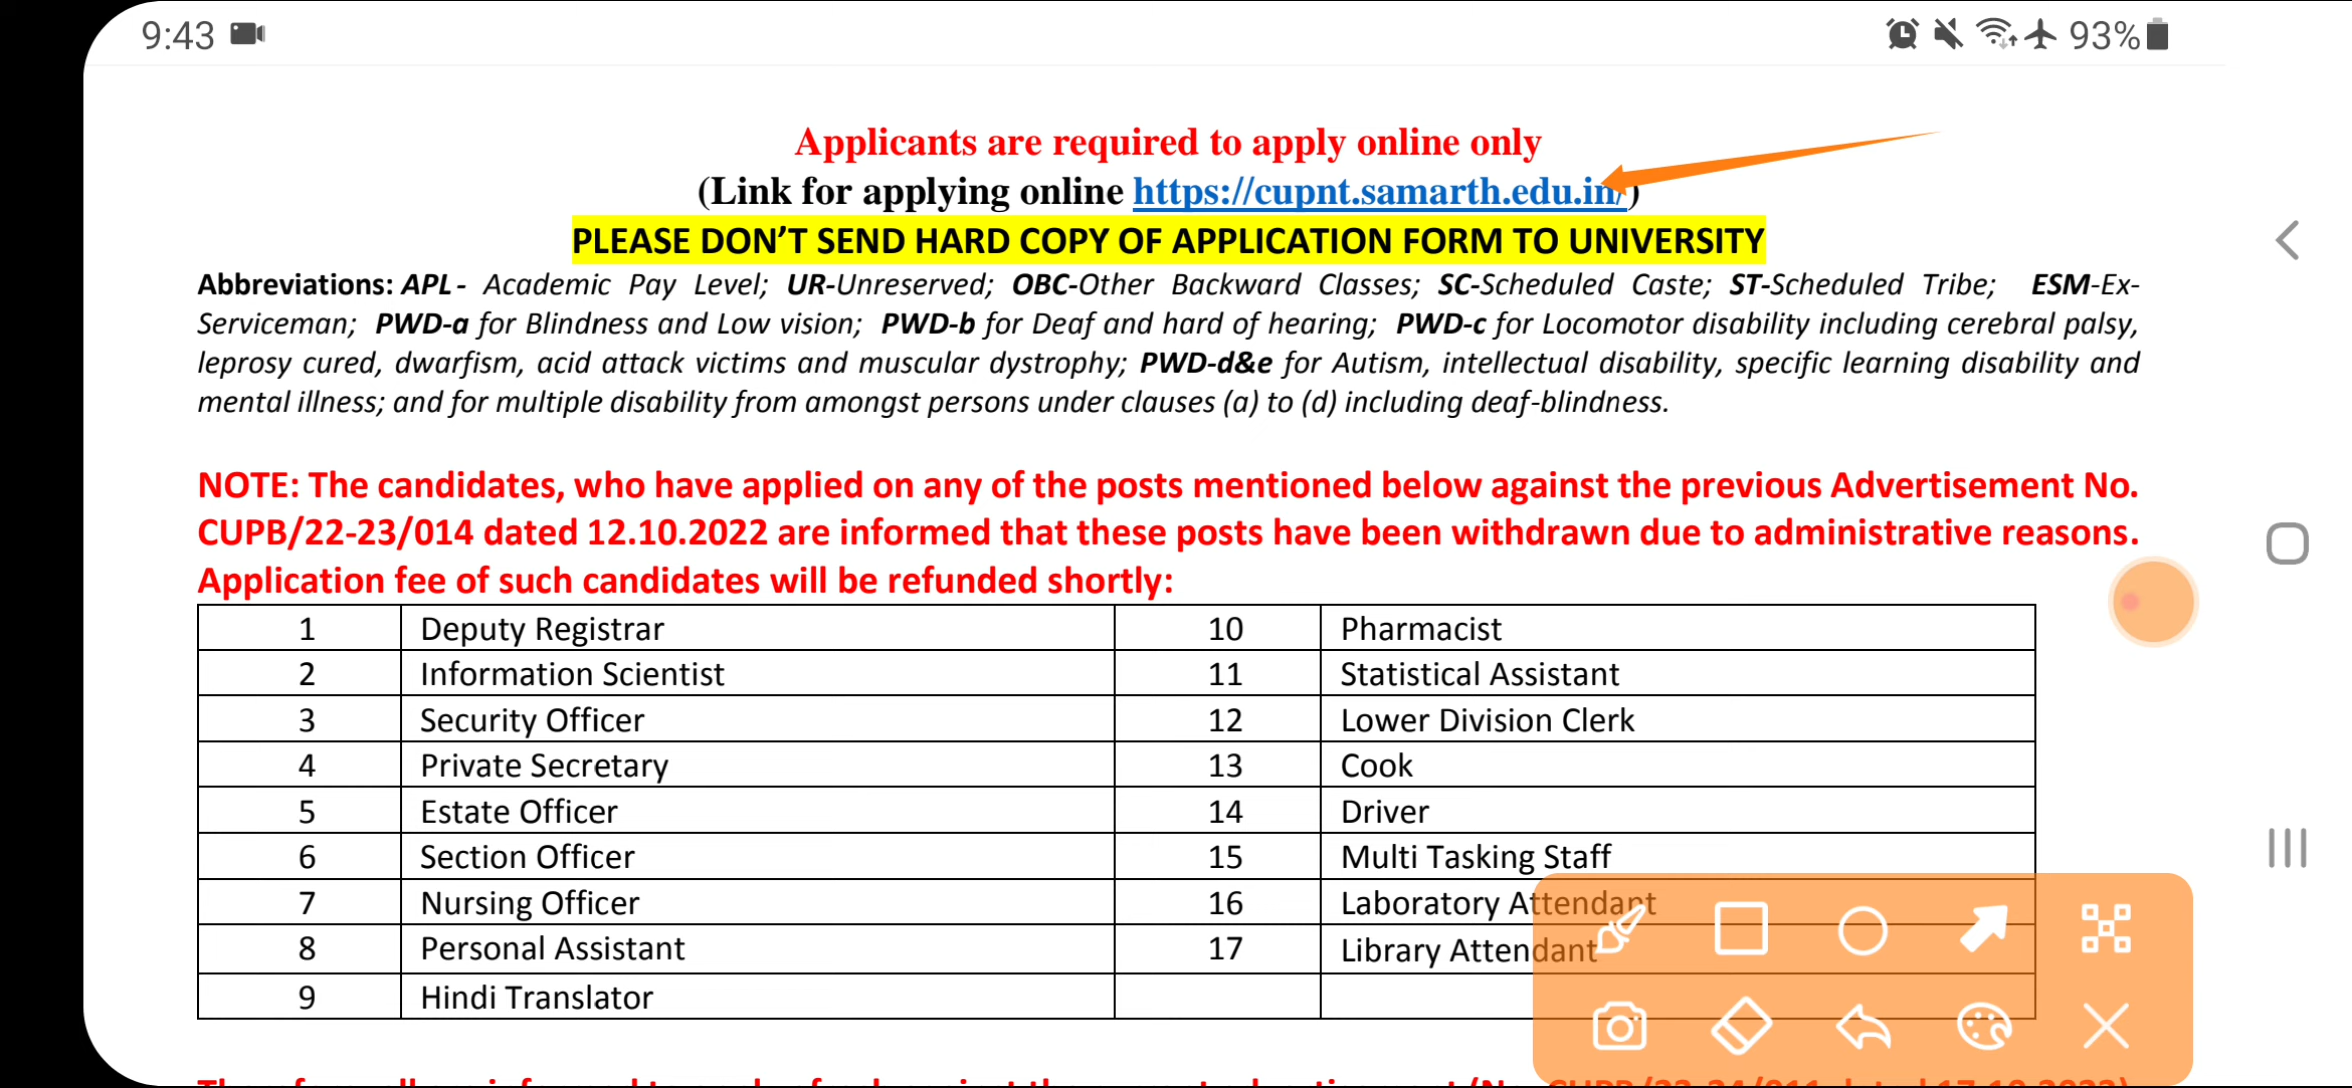 9:43 93%
Applicants are required to apply online only
(Link for applying online https://cupnt.samarth.edu.in/)
PLEASE DON'T SEND HARD COPY OF APPLICATION FORM TO UNIVERSITY
Abbreviations: APL- Academic Pay Level; UR-Unreserved; OBC-Other Backward Classes; SC-Scheduled Caste; ST-Scheduled Tribe; ESM-Ex-
Serviceman; PWD-a for Blindness and Low vision; PWD-b for Deaf and hard of hearing; PWD-c for Locomotor disability including cerebral palsy,
leprosy cured, dwarfism, acid attack victims and muscular dystrophy; PWD-d&e for Autism, intellectual disability, specific learning disability and
mental illness; and for multiple disability from amongst persons under clauses (a) to (d) including deaf-blindness.
NOTE: The candidates, who have applied on any of the posts mentioned below against the previous Advertisement No.
CUPB/22-23/014 dated 12.10.2022 are informed that these posts have been withdrawn due to administrative reasons.
Application fee of such candidates will be refunded shortly:
1 Deputy Registrar 10 Pharmacist
2 Information Scientist 11 Statistical Assistant
3 Security Officer 12 Lower Division Clerk
4 Private Secretary 13 Cook
5 Estate Officer 14 Driver
6 Section Officer 15 Multi Tasking Staff
7 Nursing Officer 16 Laboratory Attendant
8 Personal Assistant 17 Library Attendant
9 Hindi Translator